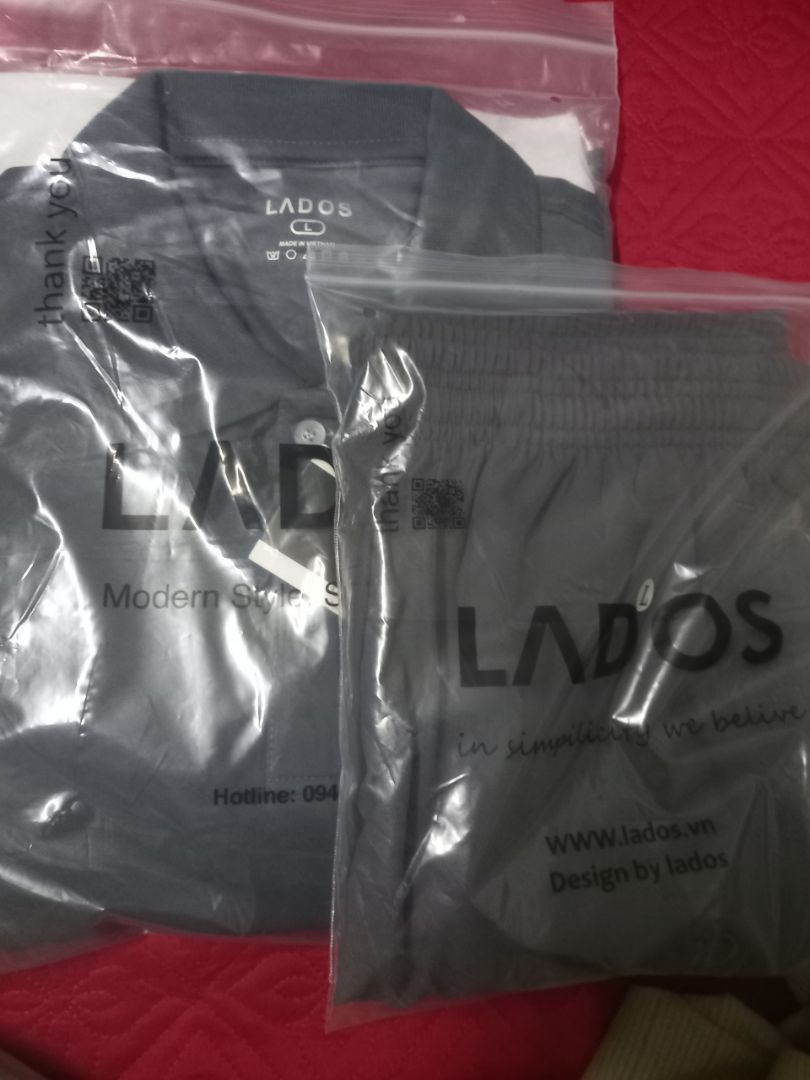 thank you
LADOS
L
MADE IN VIETNAM
LAD
Modern Style S
Hotline: 094
thank you
L
LADOS
in simplicity we belive
WWW.lados.vn
Design by lados